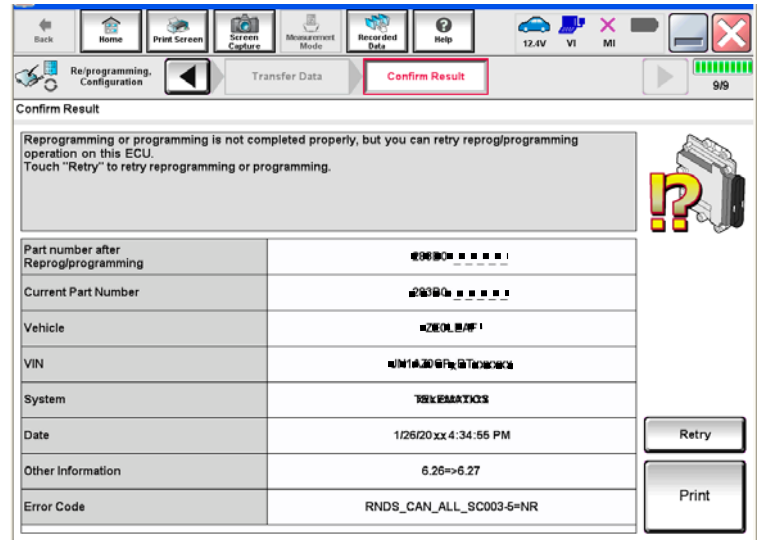 Back
Home
Print Screen
Screen
Capture
Measurement
Mode
Recorded
Data
Help
12.4V
VI
MI
Re/programming,
Configuration
Transfer Data
Confirm Result
9/9
Confirm Result
Reprogramming or programming is not completed properly, but you can retry reprog/programming
operation on this ECU.
Touch "Retry" to retry reprogramming or programming.
Part number after
Reprog/programming
Current Part Number
Vehicle
VIN
System
TELEMATICS
Date
1/26/20xx 4:34:55 PM
Other Information
6.26=>6.27
Error Code
RNDS_CAN_ALL_SC003-5=NR
Retry
Print